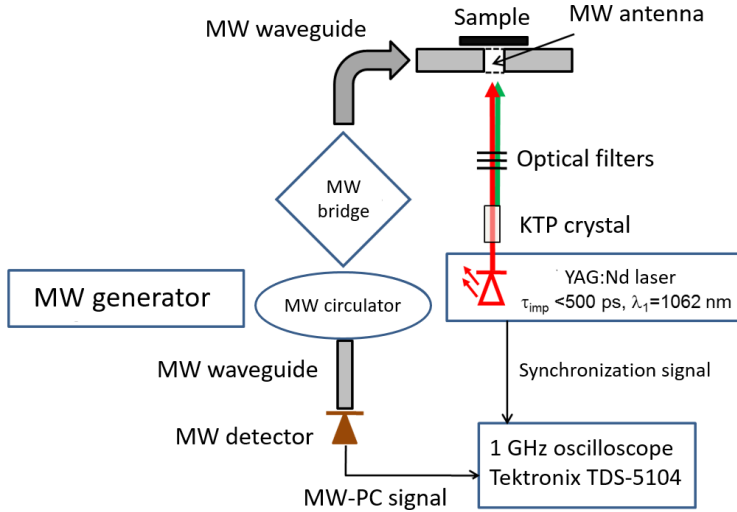 Sample
MW antenna
MW waveguide
Optical filters
MW
bridge
KTP crystal
YAG:Nd laser
τimp <500 ps, λ1=1062 nm
MW generator
MW circulator
MW waveguide
Synchronization signal
MW detector
1 GHz oscilloscope
Tektronix TDS-5104
MW-PC signal